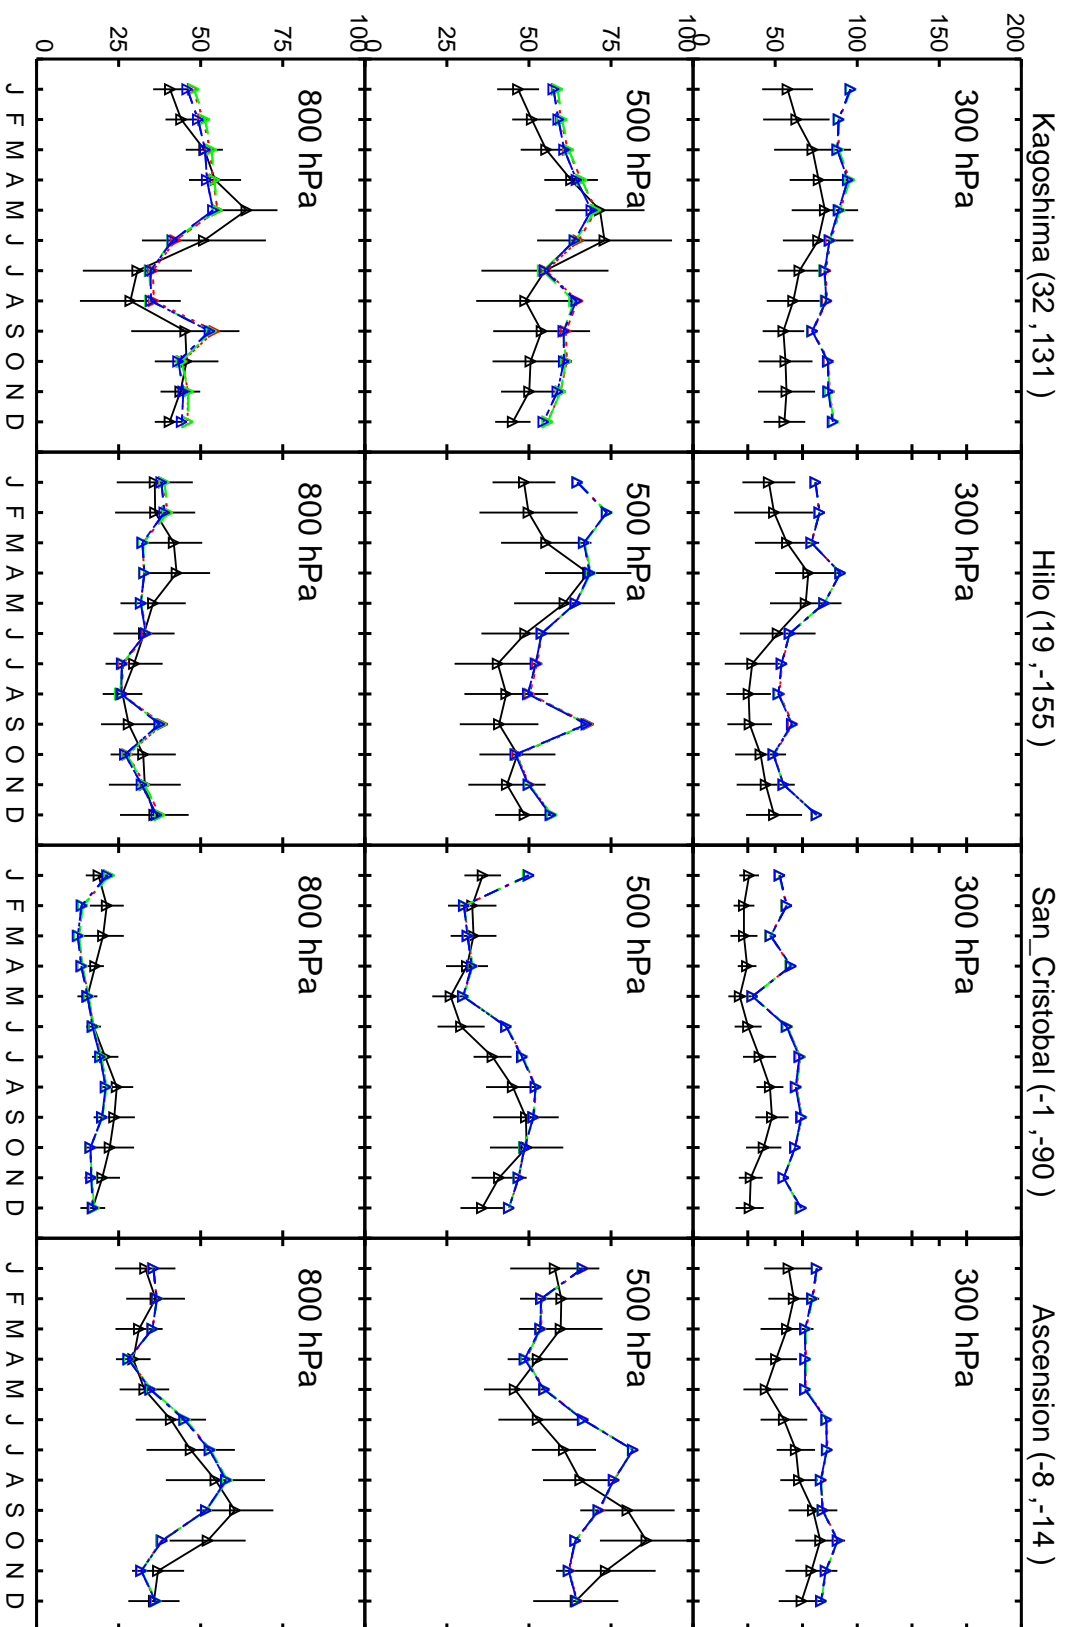 Kagoshima (32 ,131 )
Hilo (19 ,-155 )
San_Cristobal (-1 ,-90 )
Ascension (-8 ,-14 )
200
150
100
50
0
300 hPa
300 hPa
300 hPa
300 hPa
100
75
50
25
0
500 hPa
500 hPa
500 hPa
500 hPa
100
75
50
25
0
800 hPa
800 hPa
800 hPa
800 hPa
J F M A M J J A S O N D
J F M A M J J A S O N D
J F M A M J J A S O N D
J F M A M J J A S O N D